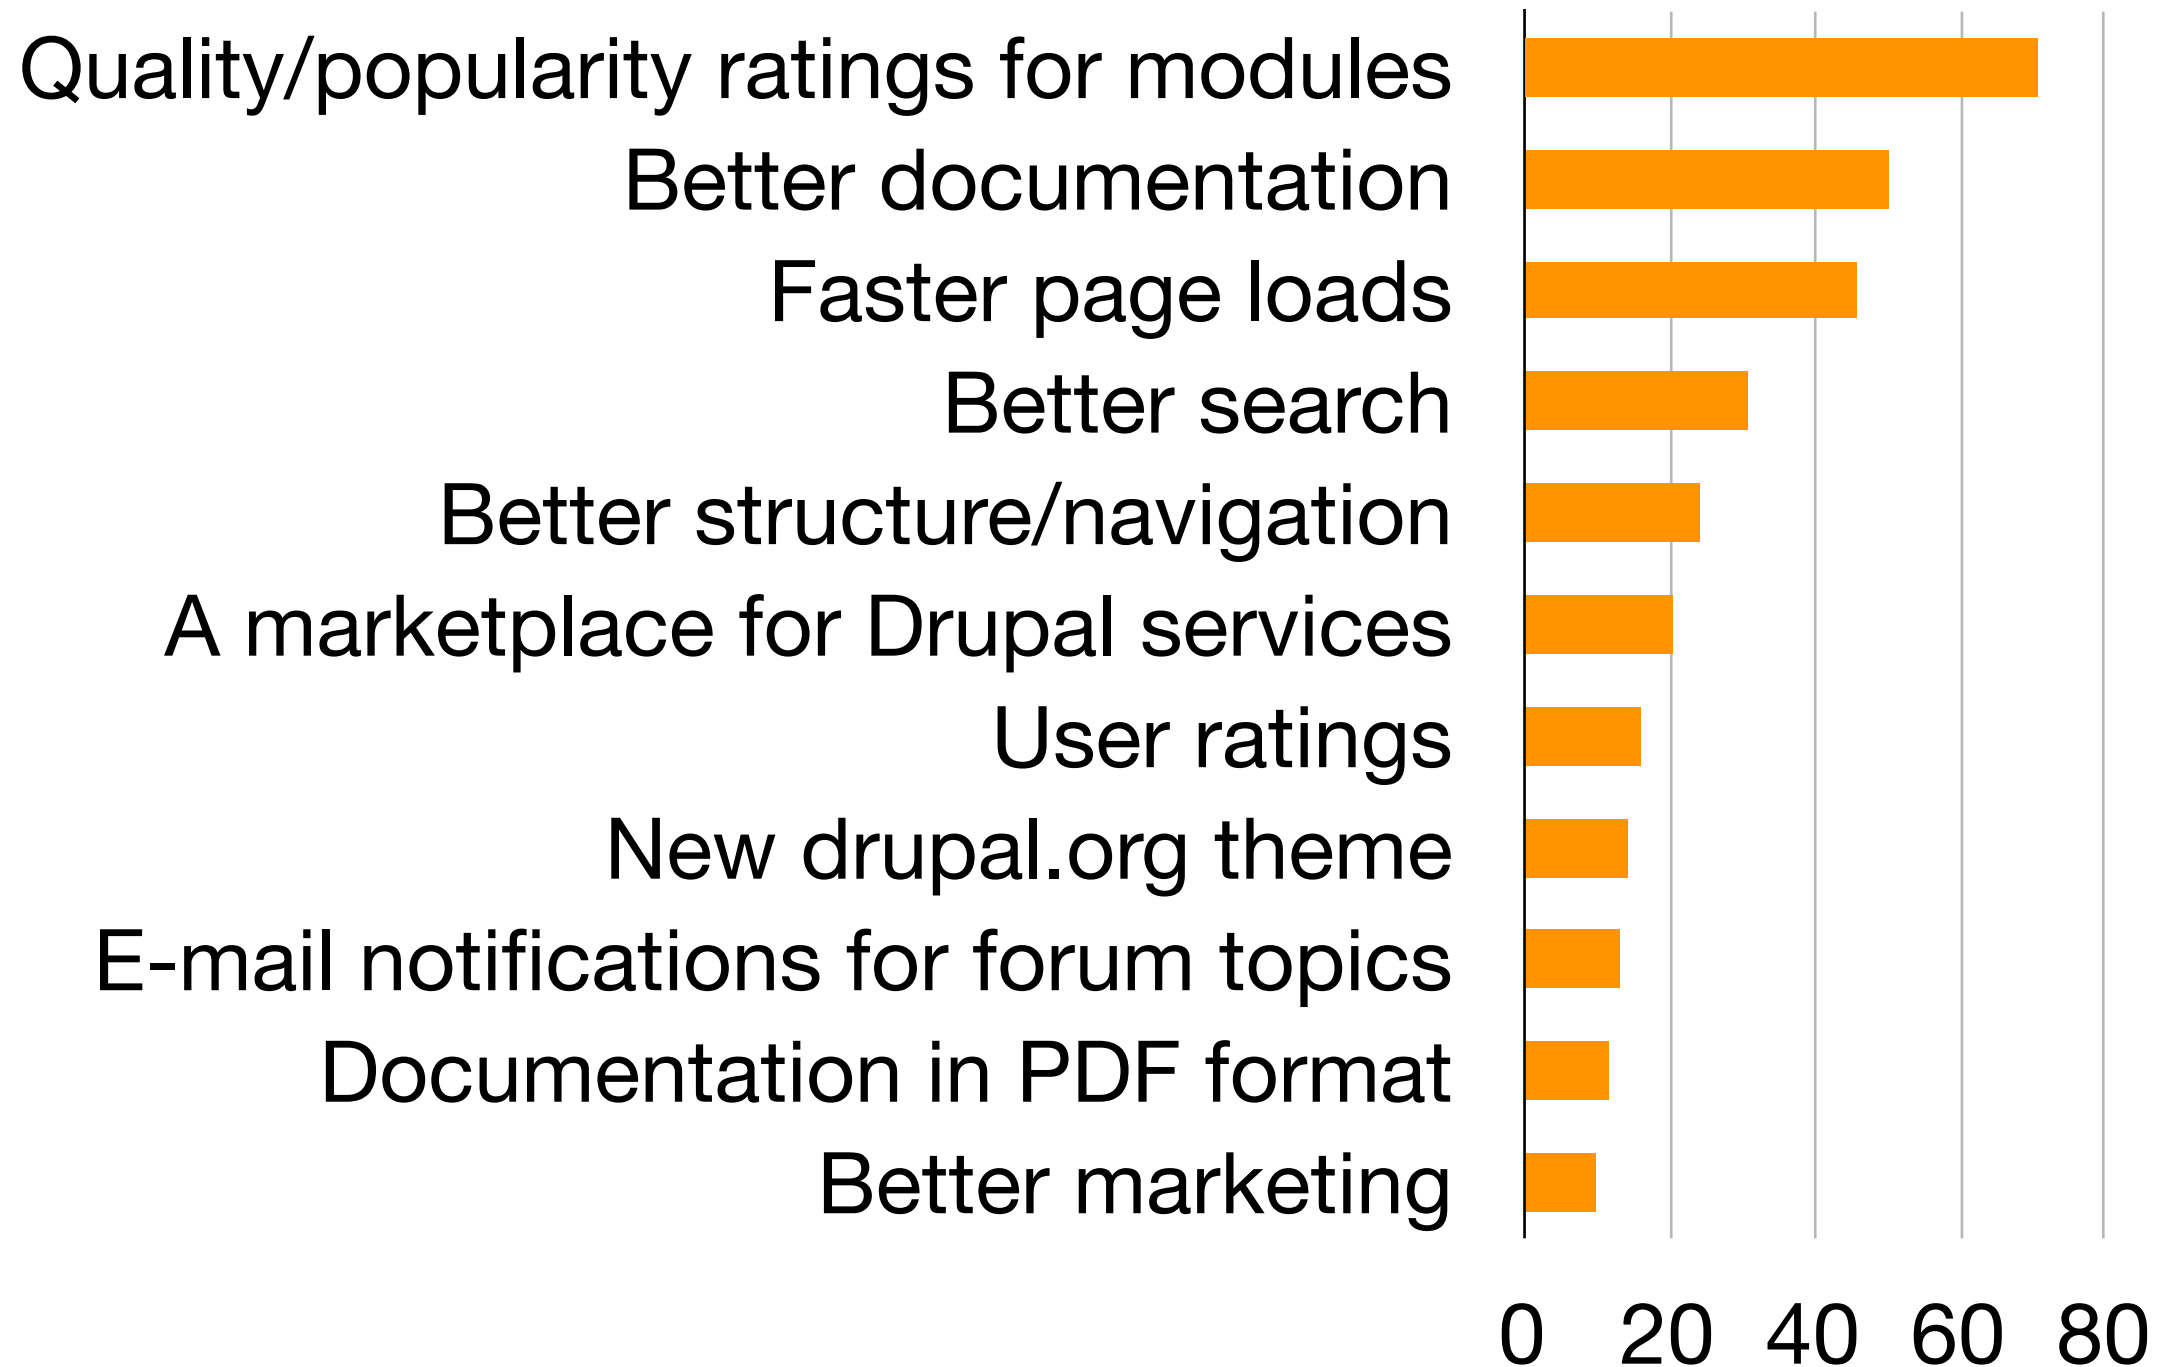 Quality/popularity ratings for modules
Better documentation
Faster page loads
Better search
Better structure/navigation
A marketplace for Drupal services
User ratings
New drupal.org theme
E-mail notifications for forum topics
Documentation in PDF format
Better marketing
0 20 40 60 80